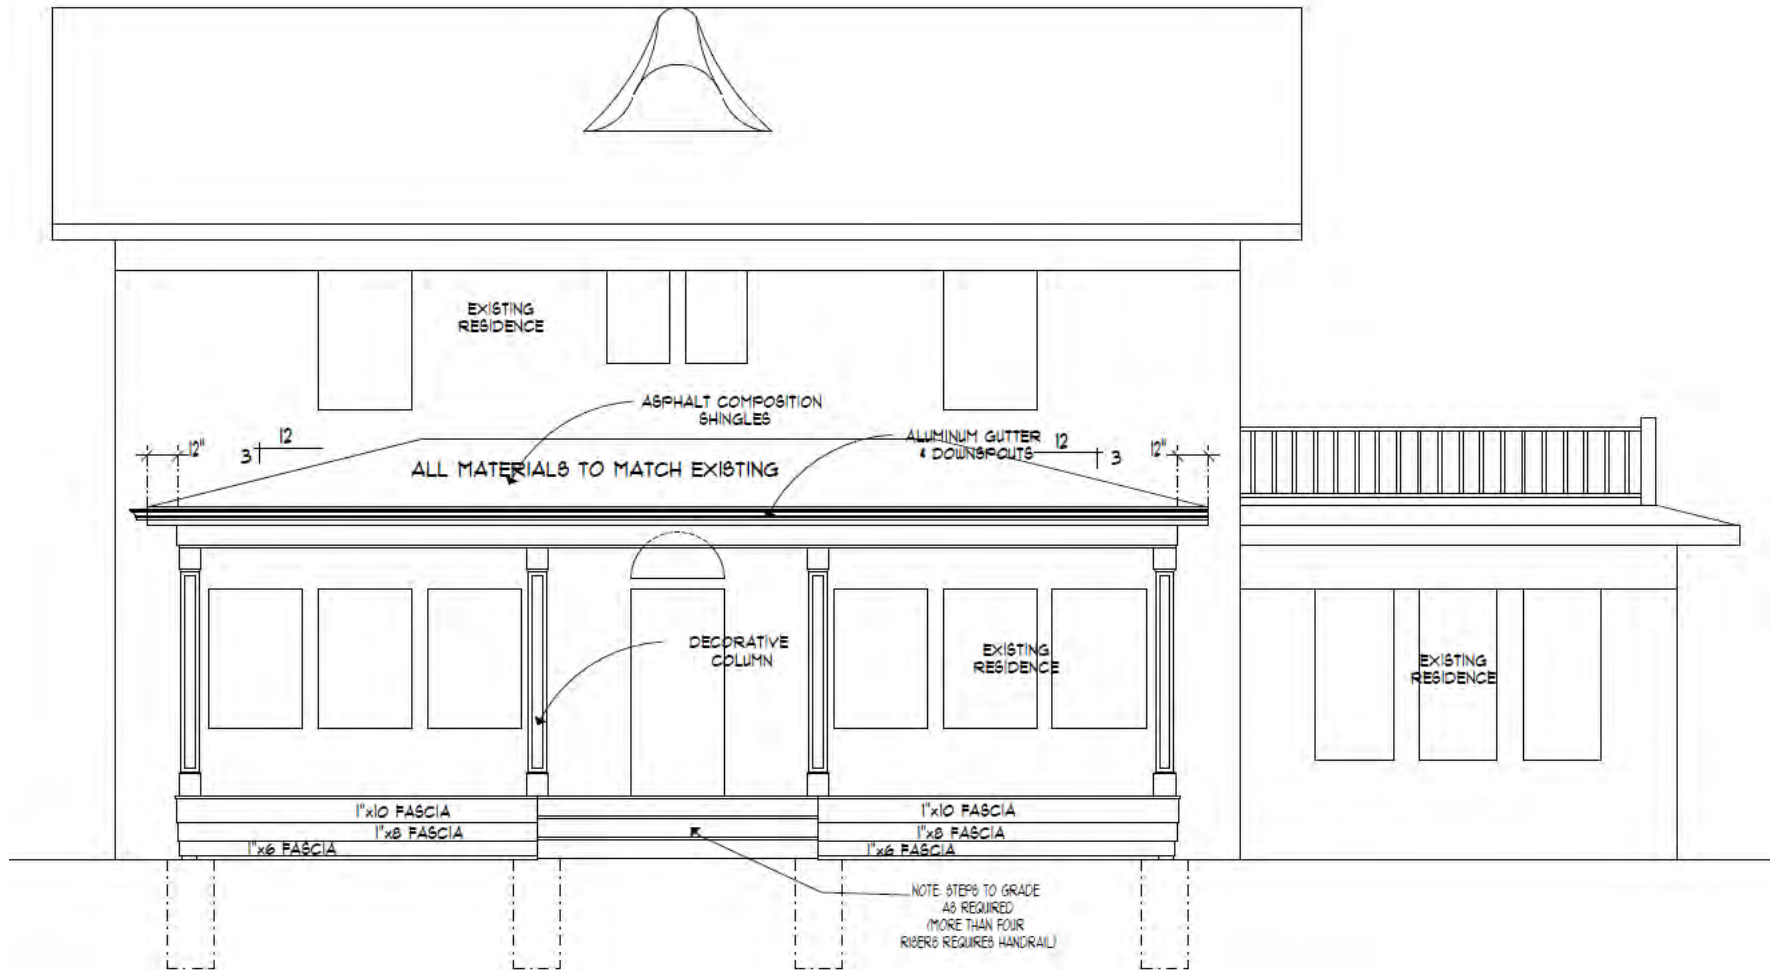 EXISTING
RESIDENCE
ASPHALT COMPOSITION
SHINGLES
12"
3
12
ALUMINUM GUTTER
& DOWNSPOUTS
12
3
12"
ALL MATERIALS TO MATCH EXISTING
DECORATIVE
COLUMN
EXISTING
RESIDENCE
EXISTING
RESIDENCE
1"x10 FASCIA
1"x8 FASCIA
1"x6 FASCIA
1"x10 FASCIA
1"x8 FASCIA
1"x6 FASCIA
NOTE: STEPS TO GRADE
AS REQUIRED
(MORE THAN FOUR
RISERS REQUIRES HANDRAIL)